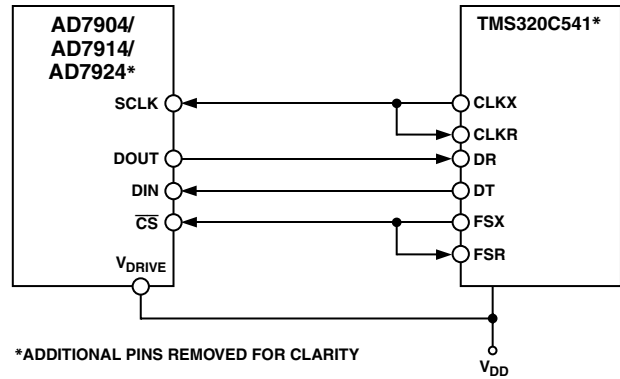 AD7904/
AD7914/
AD7924*
TMS320C541*
SCLK
CLKX
CLKR
DOUT
DR
DIN
DT
CS
FSX
FSR
VDRIVE
*ADDITIONAL PINS REMOVED FOR CLARITY
VDD